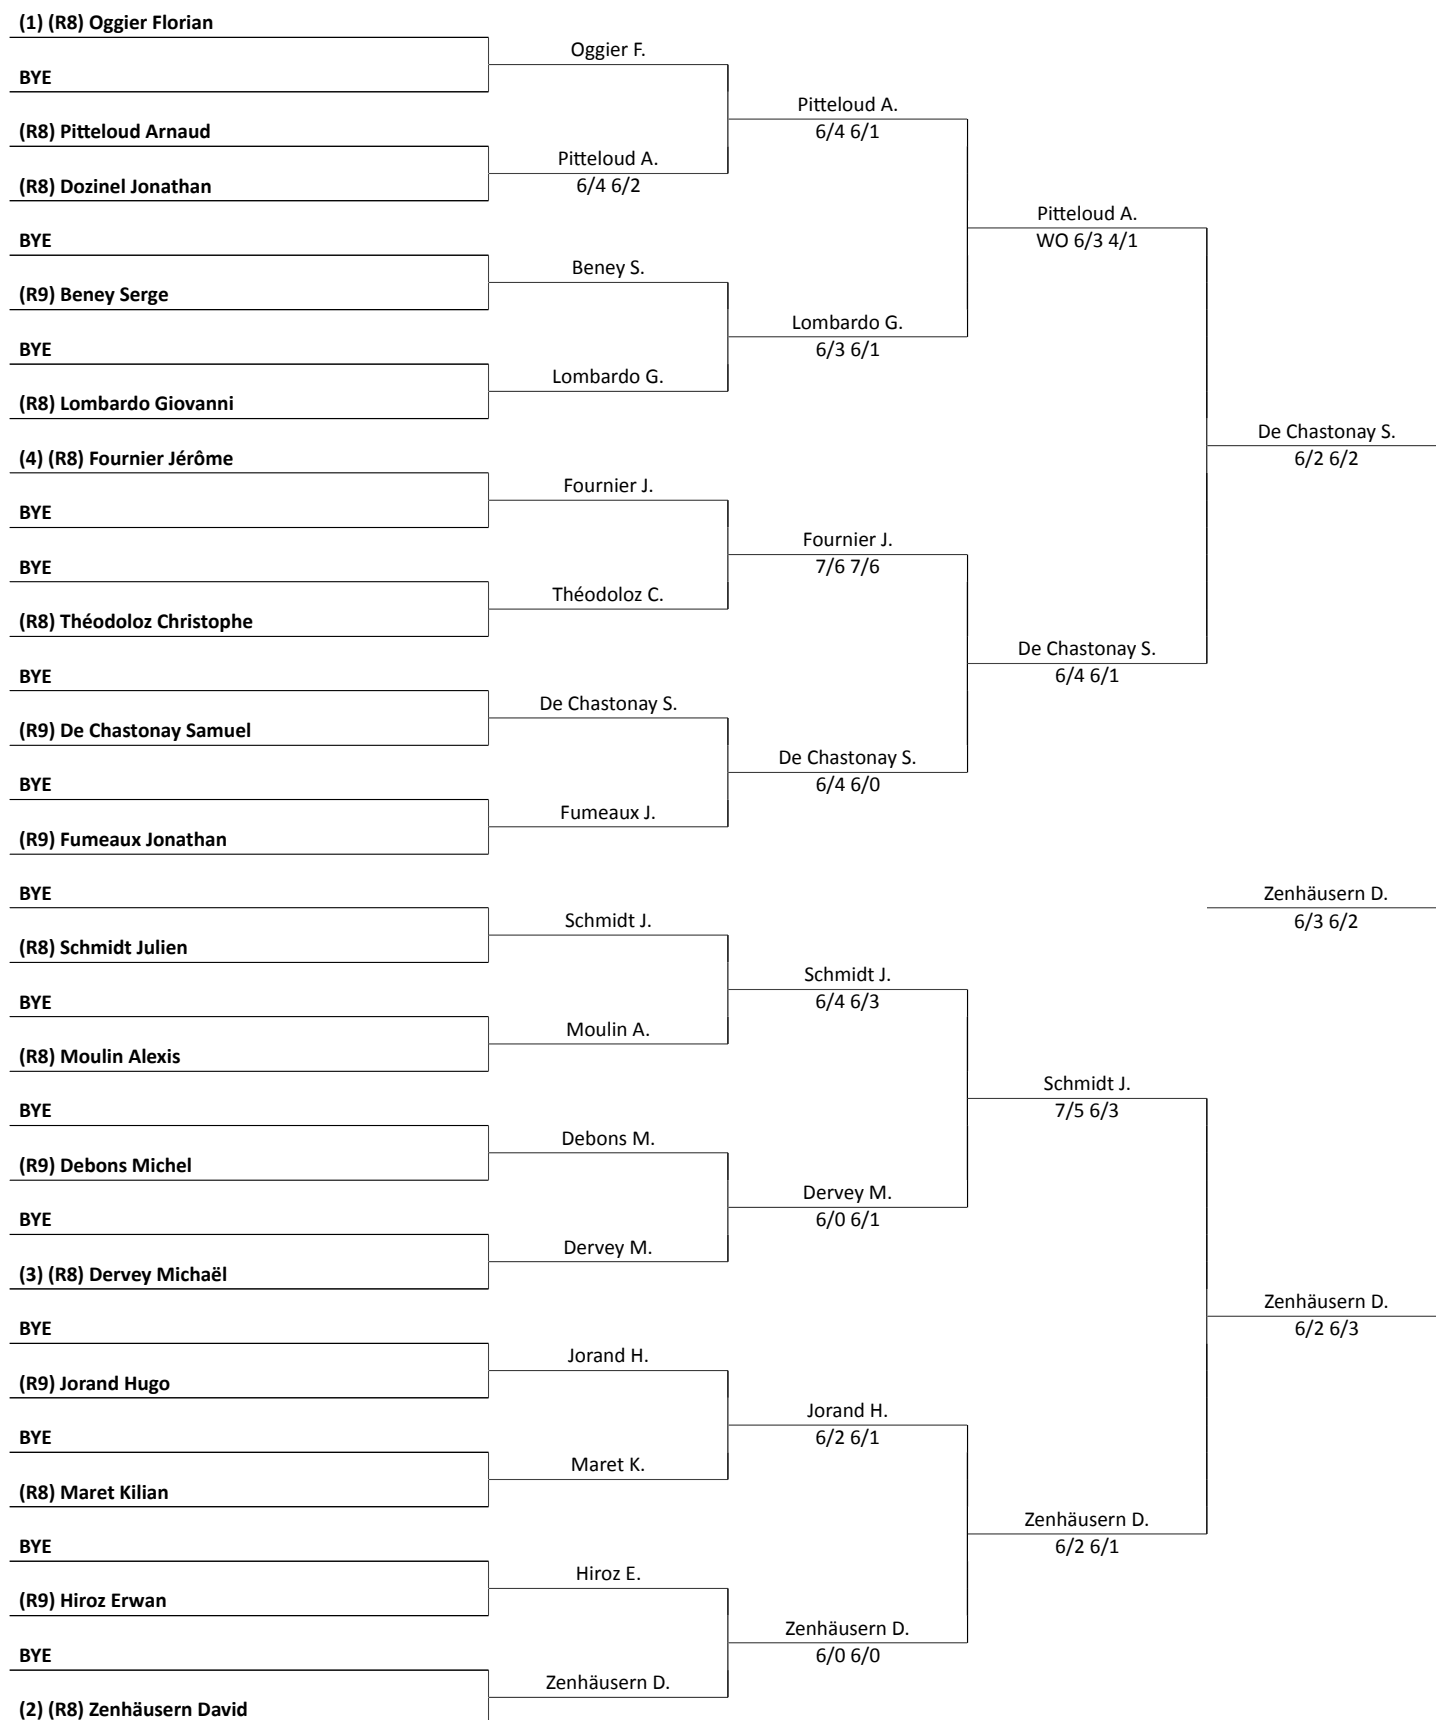 (1) (R8) Oggier Florian
BYE
(R8) Pitteloud Arnaud
(R8) Dozinel Jonathan
BYE
(R9) Beney Serge
BYE
(R8) Lombardo Giovanni
(4) (R8) Fournier Jérôme
BYE
BYE
(R8) Théodoloz Christophe
BYE
(R9) De Chastonay Samuel
BYE
(R9) Fumeaux Jonathan
BYE
(R8) Schmidt Julien
BYE
(R8) Moulin Alexis
BYE
(R9) Debons Michel
BYE
(3) (R8) Dervey Michaël
BYE
(R9) Jorand Hugo
BYE
(R8) Maret Kilian
BYE
(R9) Hiroz Erwan
BYE
(2) (R8) Zenhäusern David
Oggier F.
Pitteloud A.
6/4 6/2
Beney S.
Lombardo G.
Fournier J.
Théodoloz C.
De Chastonay S.
Fumeaux J.
Schmidt J.
Moulin A.
Debons M.
Dervey M.
Jorand H.
Maret K.
Hiroz E.
Zenhäusern D.
Pitteloud A.
6/4 6/1
Lombardo G.
6/3 6/1
Fournier J.
7/6 7/6
De Chastonay S.
6/4 6/0
Schmidt J.
6/4 6/3
Dervey M.
6/0 6/1
Jorand H.
6/2 6/1
Zenhäusern D.
6/0 6/0
Pitteloud A.
WO 6/3 4/1
De Chastonay S.
6/4 6/1
Schmidt J.
7/5 6/3
Zenhäusern D.
6/2 6/1
De Chastonay S.
6/2 6/2
Zenhäusern D.
6/3 6/2
Zenhäusern D.
6/2 6/3